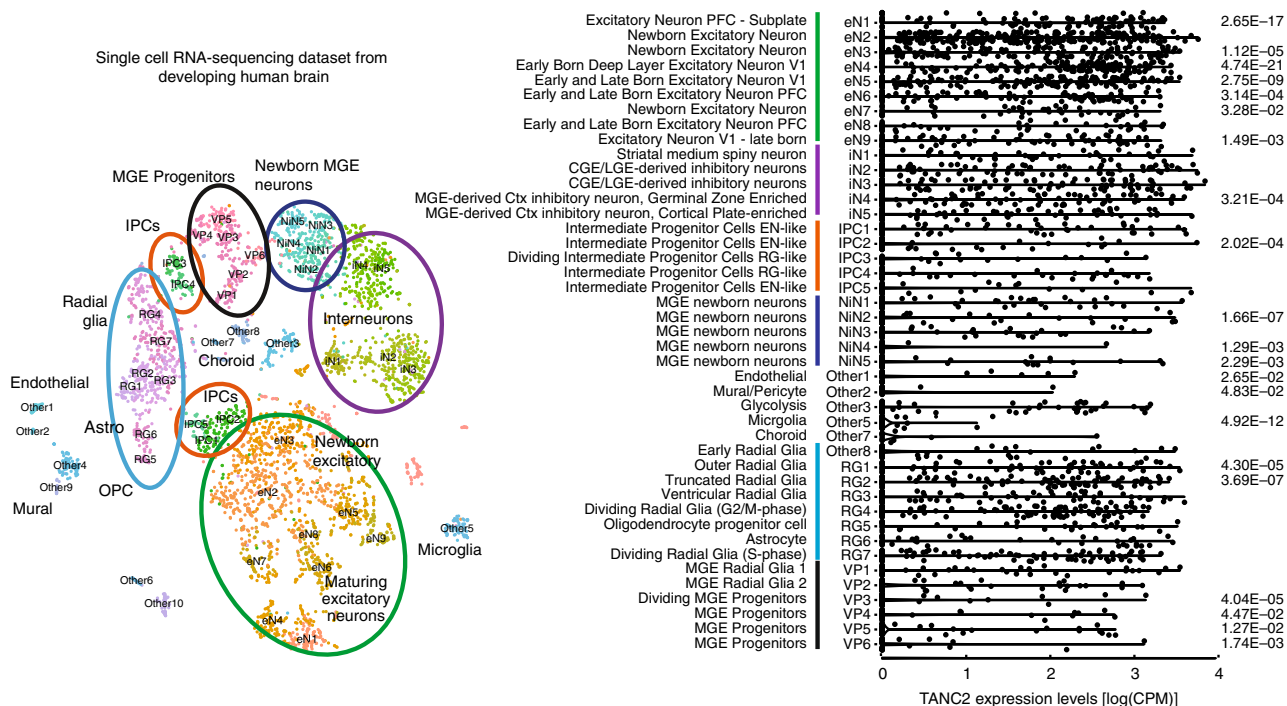 Single cell RNA-sequencing dataset from
developing human brain
Newborn MGE
neurons
MGE Progenitors
IPCs
VP5
VP4
VP3
VP6
VP2
VP1
NiN5
NiN3
NiN4
NiN1
NiN2
IPC3
IPC4
iN4
iN5
Radial
glia
RG4
RG7
RG2
RG1
RG3
RG6
RG5
Other8
Other7
Other3
Choroid
Interneurons
iN1
iN2
iN3
Endothelial
Other1
Other2
Astro
IPCs
IPC5
IPC2
IPC1
Other4
Other9
Mural
OPC
Newborn
excitatory
eN3
eN2
eN5
eN8
eN9
eN7
eN6
Maturing
excitatory
neurons
eN4
eN1
Other5
Microglia
Other6
Other10
Excitatory Neuron PFC - Subplate eN1 2.65E−17
Newborn Excitatory Neuron eN2
Newborn Excitatory Neuron eN3 1.12E−05
Early Born Deep Layer Excitatory Neuron V1 eN4 4.74E−21
Early and Late Born Excitatory Neuron V1 eN5 2.75E−09
Early and Late Born Excitatory Neuron PFC eN6 3.14E−04
Newborn Excitatory Neuron eN7 3.28E−02
Early and Late Born Excitatory Neuron PFC eN8
Excitatory Neuron V1 - late born eN9 1.49E−03
Striatal medium spiny neuron iN1
CGE/LGE-derived inhibitory neurons iN2
CGE/LGE-derived inhibitory neurons iN3
MGE-derived Ctx inhibitory neuron, Germinal Zone Enriched iN4 3.21E−04
MGE-derived Ctx inhibitory neuron, Cortical Plate-enriched iN5
Intermediate Progenitor Cells EN-like IPC1
Intermediate Progenitor Cells EN-like IPC2 2.02E−04
Dividing Intermediate Progenitor Cells RG-like IPC3
Intermediate Progenitor Cells RG-like IPC4
Intermediate Progenitor Cells EN-like IPC5
MGE newborn neurons NiN1
MGE newborn neurons NiN2 1.66E−07
MGE newborn neurons NiN3
MGE newborn neurons NiN4 1.29E−03
MGE newborn neurons NiN5 2.29E−03
Endothelial Other1 2.65E−02
Mural/Pericyte Other2 4.83E−02
Glycolysis Other3
Micrgolia Other5 4.92E−12
Choroid Other7
Early Radial Glia Other8
Outer Radial Glia RG1 4.30E−05
Truncated Radial Glia RG2 3.69E−07
Ventricular Radial Glia RG3
Dividing Radial Glia (G2/M-phase) RG4
Oligodendrocyte progenitor cell RG5
Astrocyte RG6
Dividing Radial Glia (S-phase) RG7
MGE Radial Glia 1 VP1
MGE Radial Glia 2 VP2
Dividing MGE Progenitors VP3 4.04E−05
MGE Progenitors VP4 4.47E−02
MGE Progenitors VP5 1.27E−02
MGE Progenitors VP6 1.74E−03
0 1 2 3 4
TANC2 expression levels [log(CPM)]